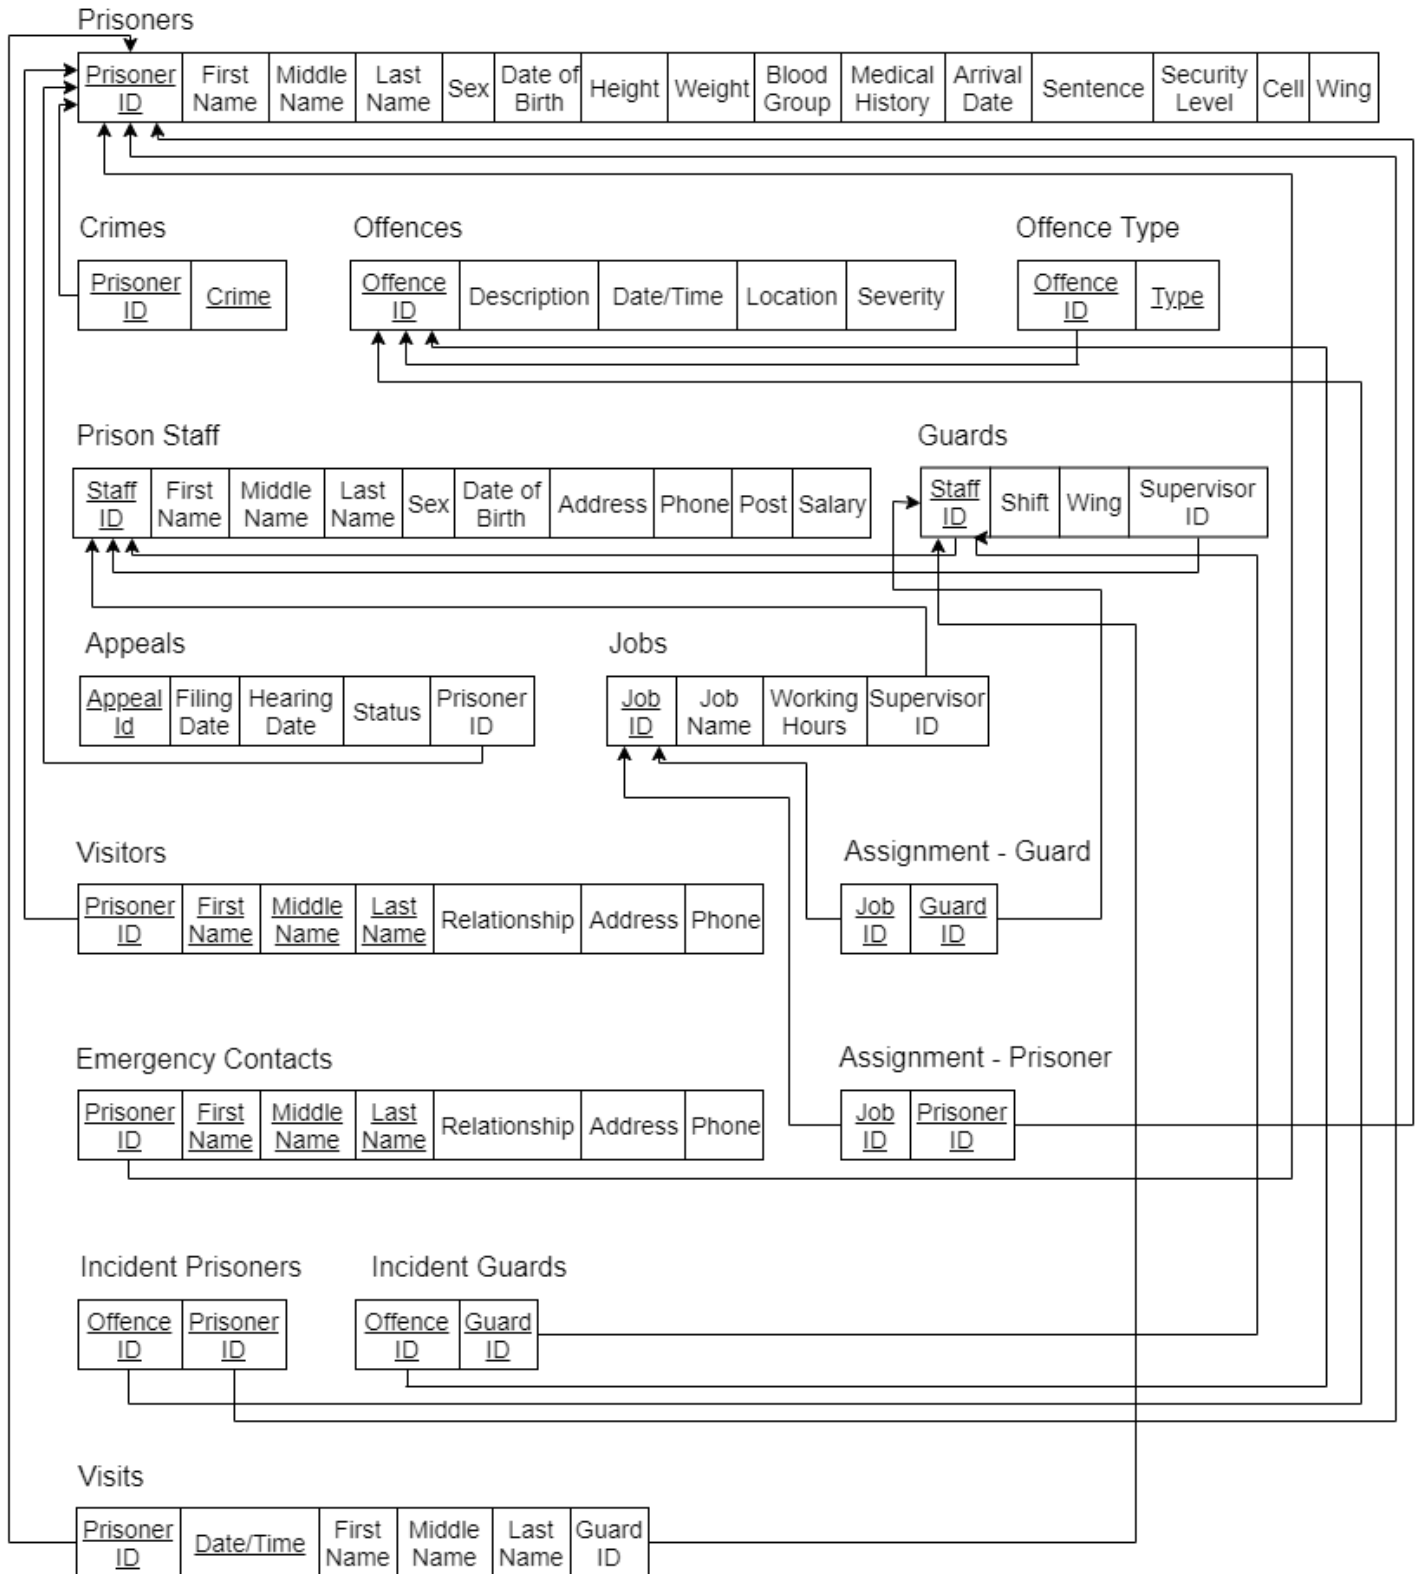 Prisoners
Prisoner ID First Name Middle Name Last Name Sex Date of Birth Height Weight Blood Group Medical History Arrival Date Sentence Security Level Cell Wing
Crimes
Prisoner ID Crime
Offences
Offence ID Description Date/Time Location Severity
Offence Type
Offence ID Type
Prison Staff
Staff ID First Name Middle Name Last Name Sex Date of Birth Address Phone Post Salary
Guards
Staff ID Shift Wing Supervisor ID
Appeals
Appeal Id Filing Date Hearing Date Status Prisoner ID
Jobs
Job ID Job Name Working Hours Supervisor ID
Visitors
Prisoner ID First Name Middle Name Last Name Relationship Address Phone
Assignment - Guard
Job ID Guard ID
Emergency Contacts
Prisoner ID First Name Middle Name Last Name Relationship Address Phone
Assignment - Prisoner
Job ID Prisoner ID
Incident Prisoners
Offence ID Prisoner ID
Incident Guards
Offence ID Guard ID
Visits
Prisoner ID Date/Time First Name Middle Name Last Name Guard ID